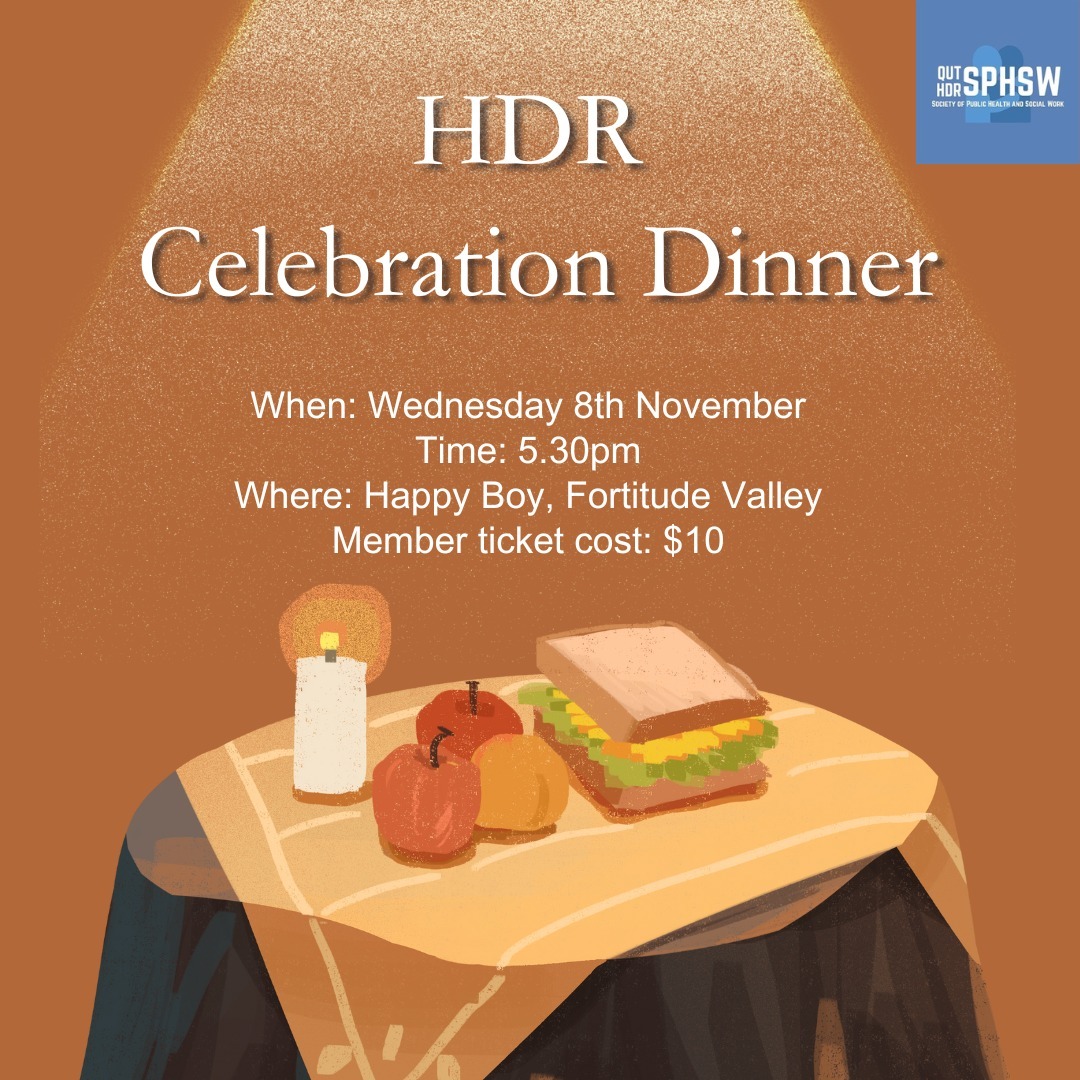 QUT
HDR SPHSW
Society of Public Health and Social Work
HDR
Celebration Dinner
When: Wednesday 8th November
Time: 5.30pm
Where: Happy Boy, Fortitude Valley
Member ticket cost: $10